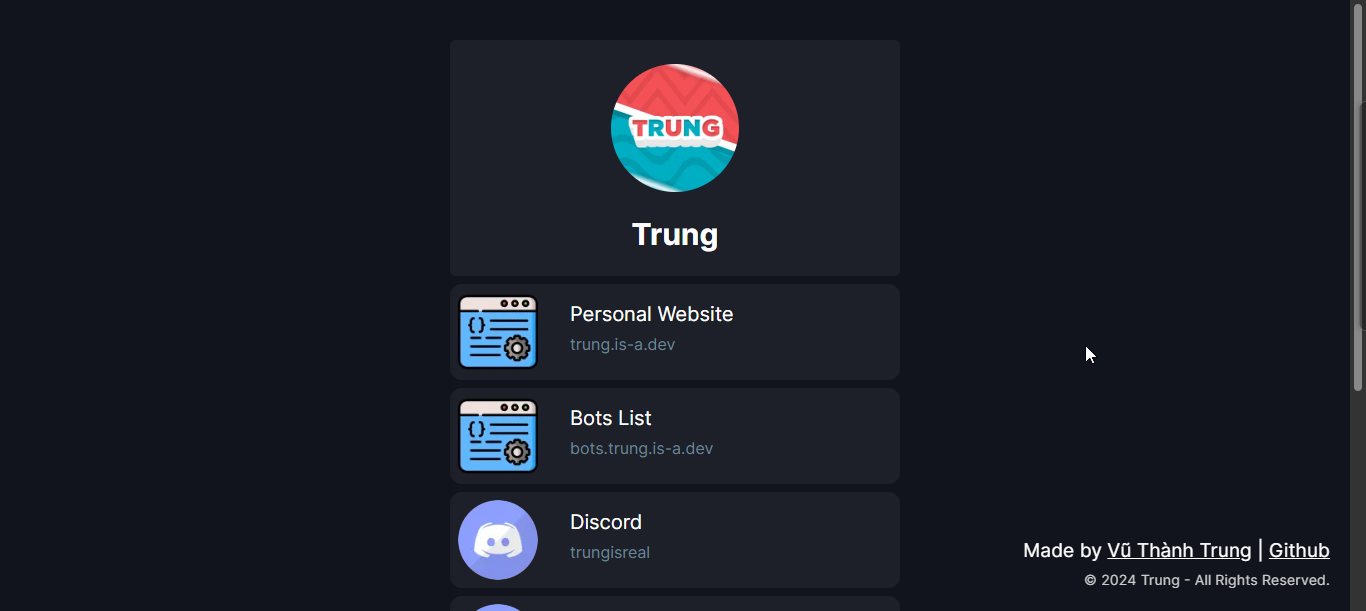 TRUNG
Trung
Personal Website
trung.is-a.dev
Bots List
bots.trung.is-a.dev
Discord
trungisreal
Made by Vũ Thành Trung | Github
© 2024 Trung - All Rights Reserved.